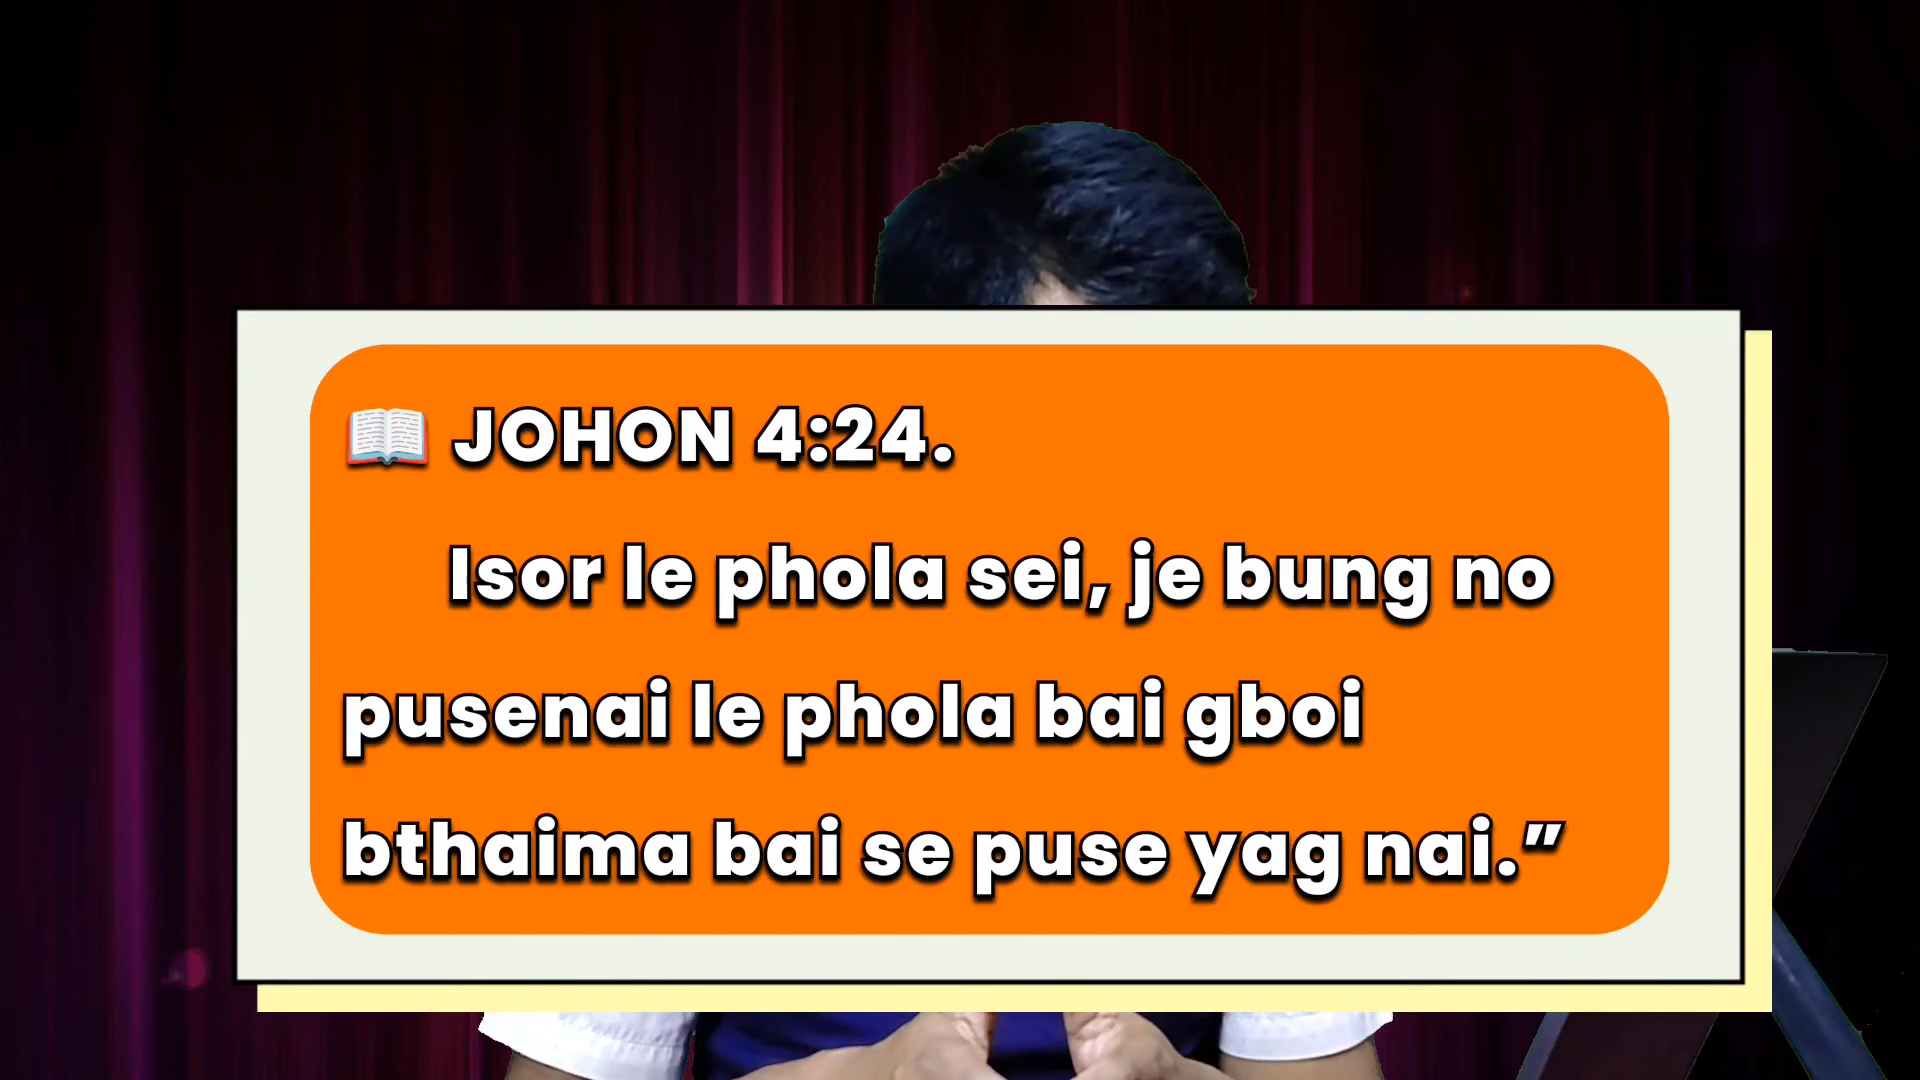 📖 JOHON 4:24.
Isor le phola sei, je bung no
pusenai le phola bai gboi
bthaima bai se puse yag nai.”